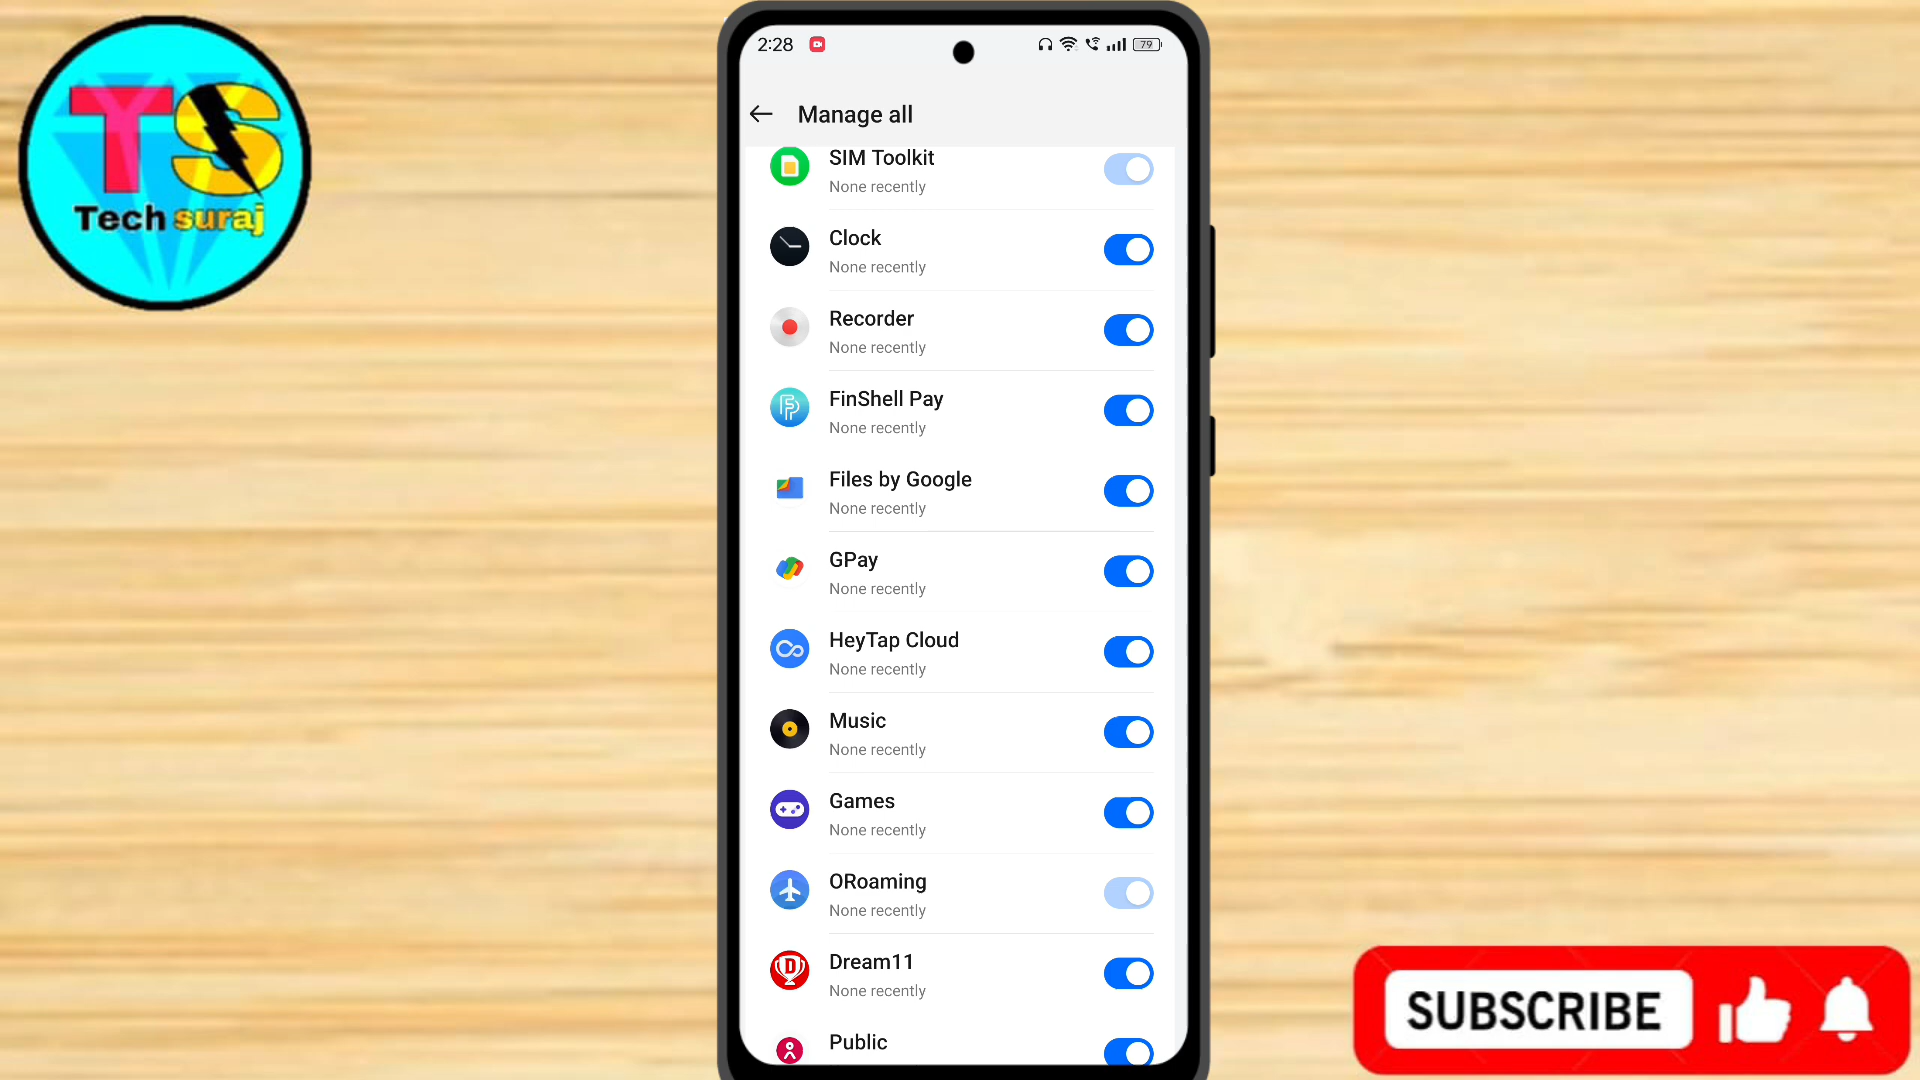 TS
Tech suraj
2:28
79
Manage all
SIM Toolkit
None recently
Clock
None recently
Recorder
None recently
FinShell Pay
None recently
Files by Google
None recently
GPay
None recently
HeyTap Cloud
None recently
Music
None recently
Games
None recently
ORoaming
None recently
Dream11
None recently
Public
SUBSCRIBE